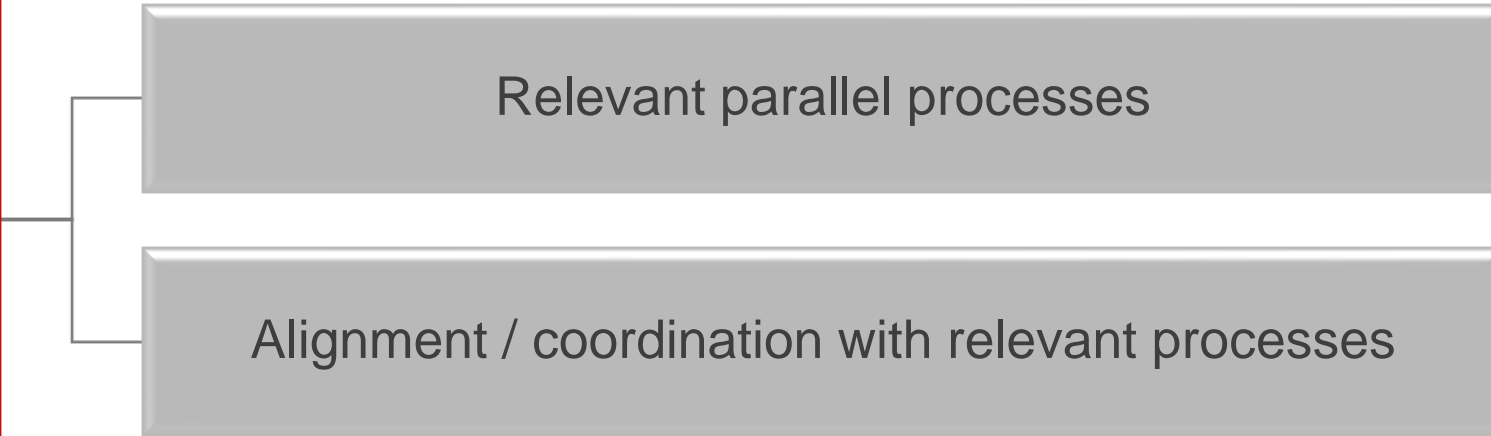 Relevant parallel processes
Alignment / coordination with relevant processes